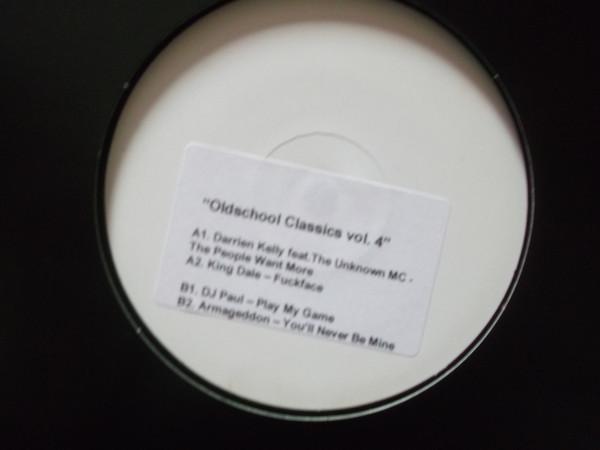 "Oldschool Classics vol. 4"
A1. Darrien Kelly feat.The Unknown MC -
The People Want More
A2. King Dale – Fuckface
B1. DJ Paul – Play My Game
B2. Armageddon – You'll Never Be Mine